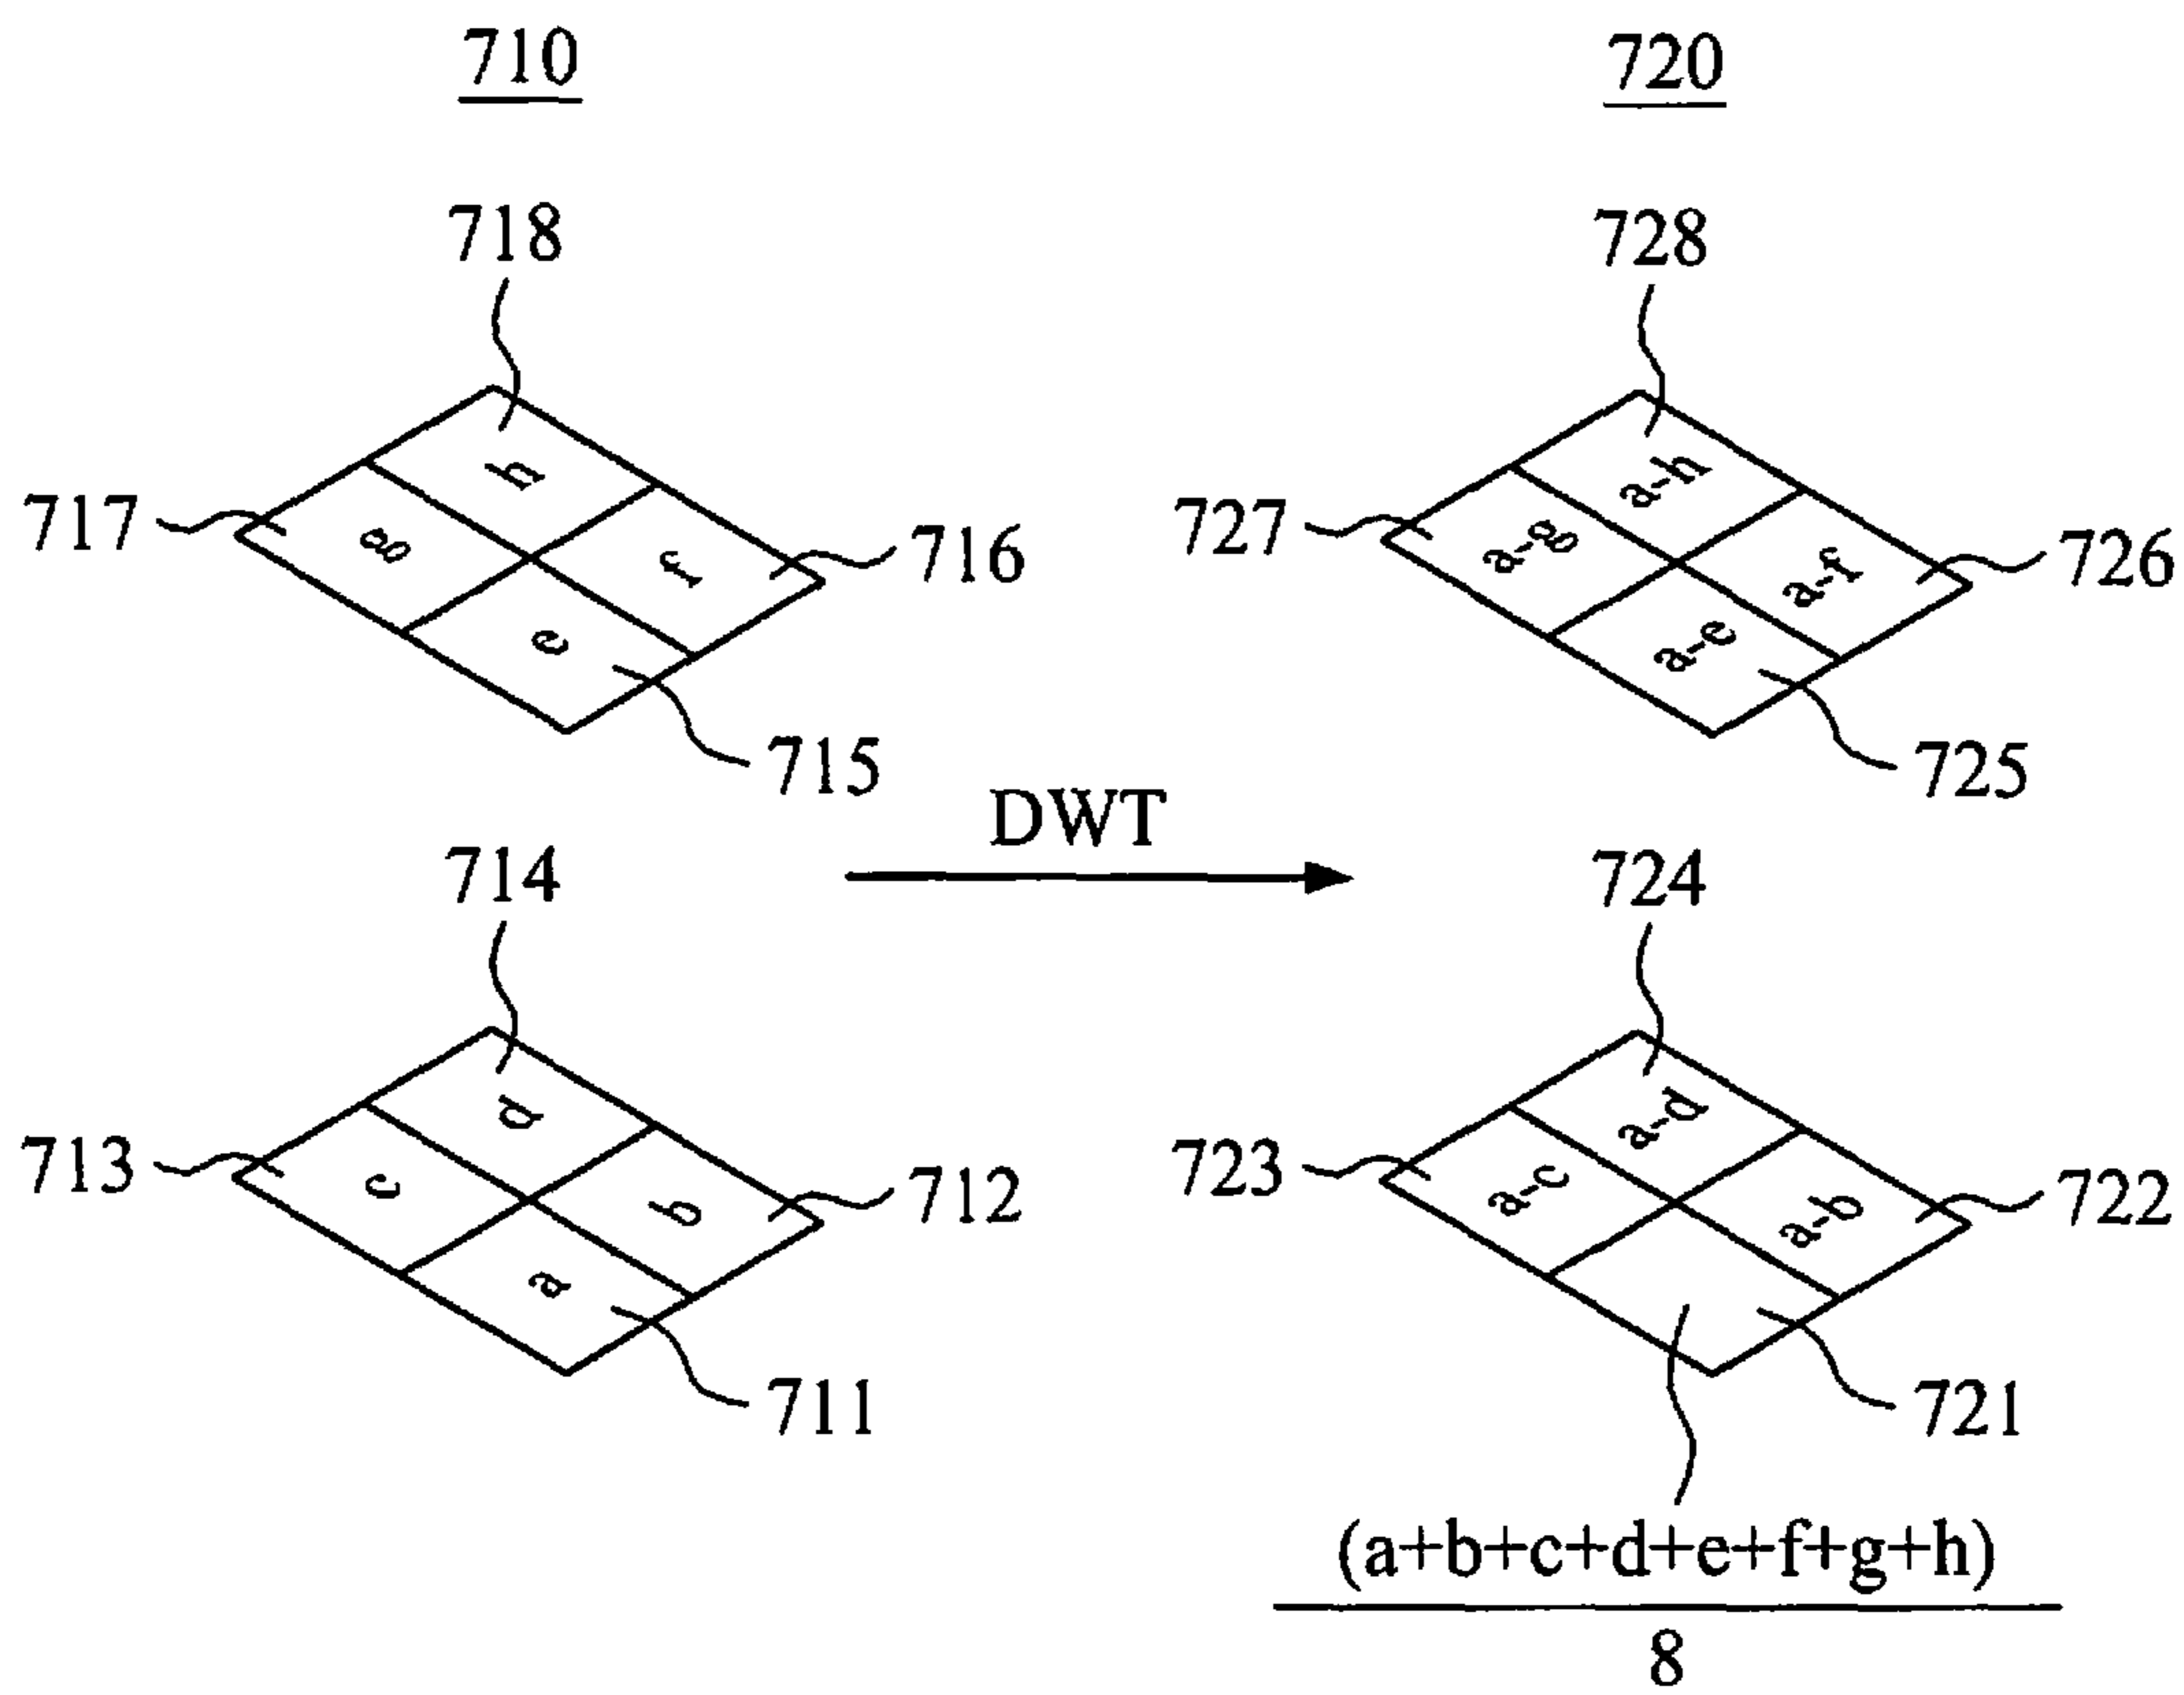 710 720
718 728
h a-h
717 g f 716 727 a-g a-f 726
e a-e
715 725
DWT
714 724
d a-d
713 c b 712 723 a-c a-b 722
a
711 721
(a+b+c+d+e+f+g+h)
8